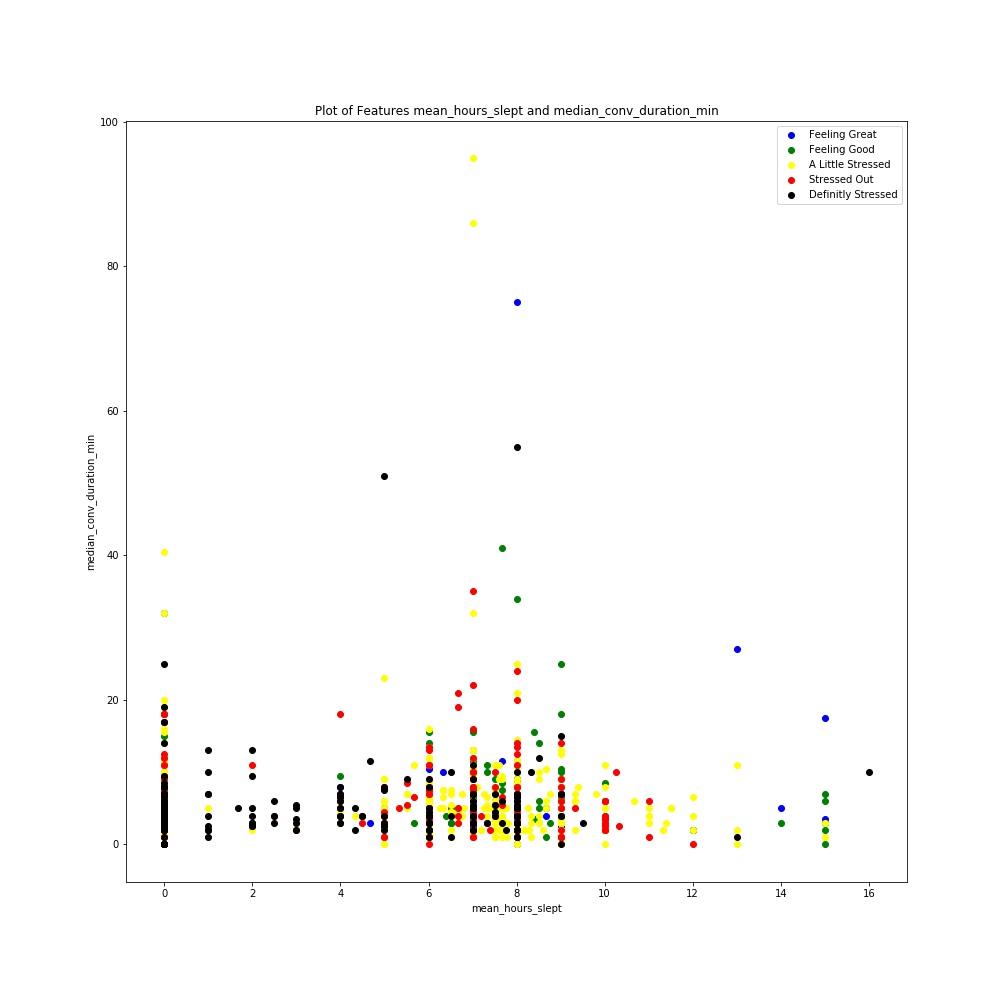 Plot of Features mean_hours_slept and median_conv_duration_min
Feeling Great
Feeling Good
A Little Stressed
Stressed Out
Definitly Stressed
100
80
60
40
20
0
median_conv_duration_min
0 2 4 6 8 10 12 14 16
mean_hours_slept